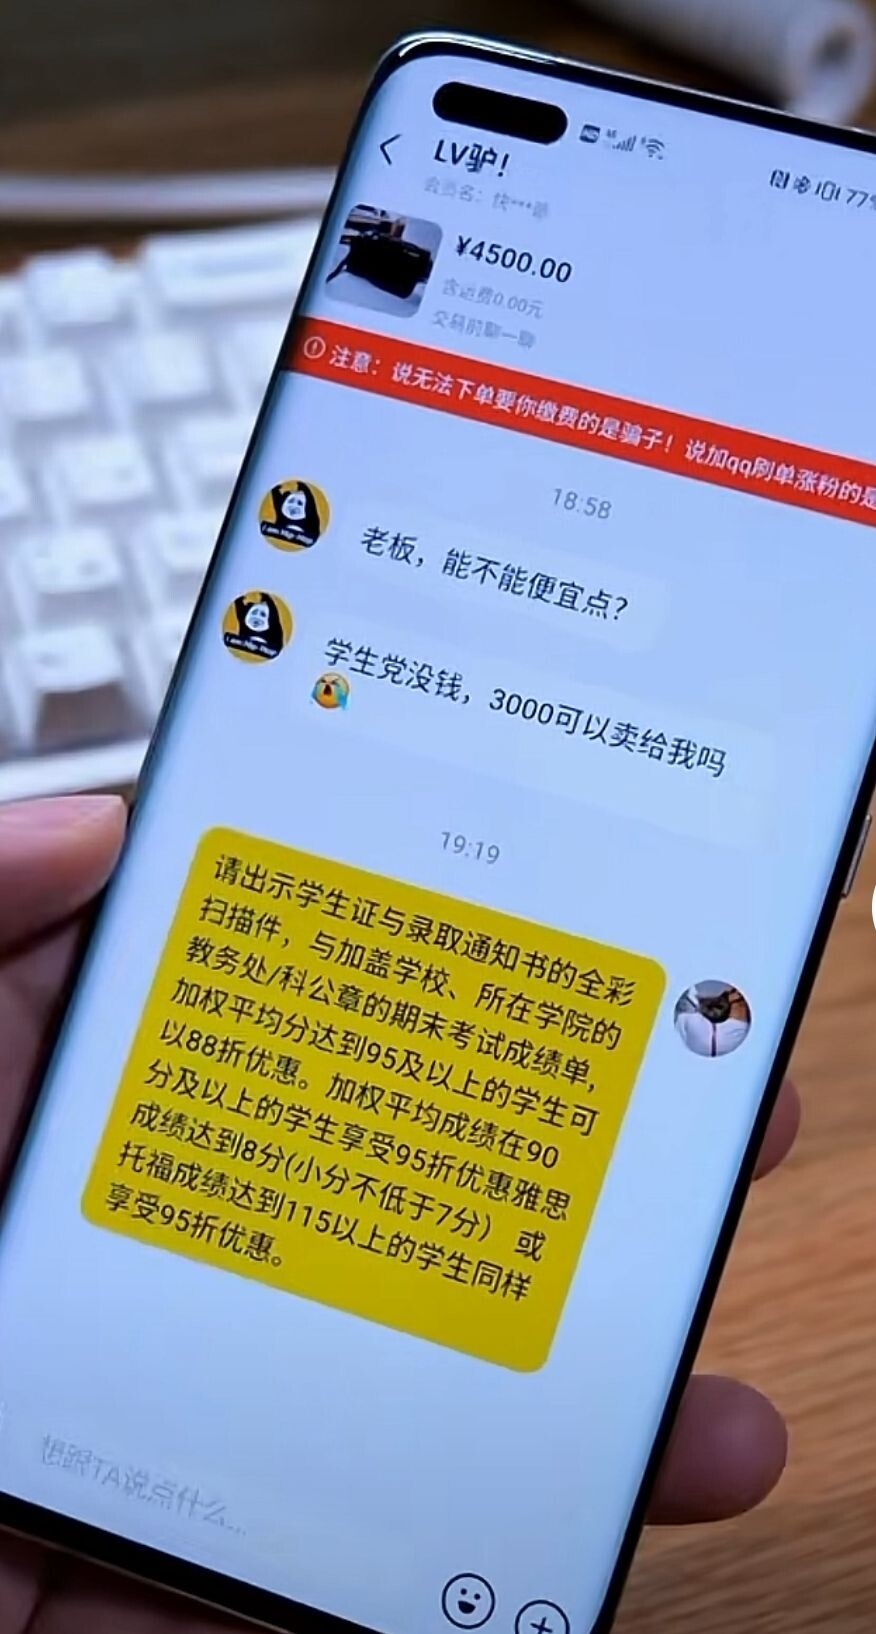 LV驴!
会员名：快***递
77%
¥4500.00
含运费0.00元
交易前聊一聊
注意：说无法下单要你缴费的是骗子！说加qq刷单涨粉的是
18:58
老板，能不能便宜点？
学生党没钱，3000可以卖给我吗
19:19
请出示学生证与录取通知书的全彩
扫描件，与加盖学校、所在学院的
教务处/科公章的期末考试成绩单，
加权平均分达到95及以上的学生可
以88折优惠。加权平均成绩在90
分及以上的学生享受95折优惠雅思
成绩达到8分(小分不低于7分） 或
托福成绩达到115以上的学生同样
享受95折优惠。
想跟TA说点什么...